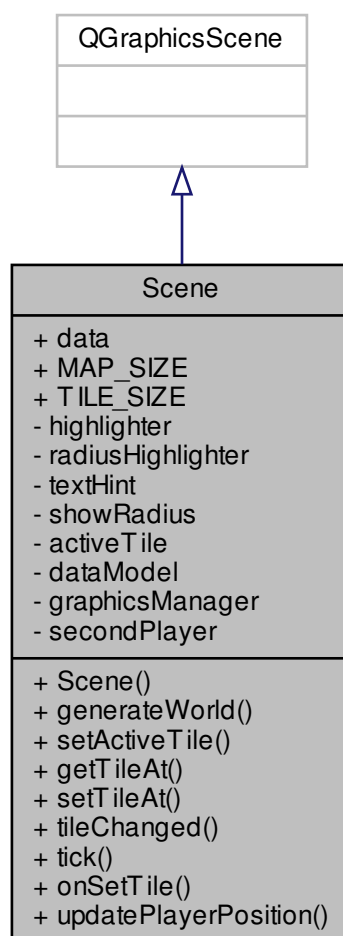 QGraphicsScene
Scene
+ data
+ MAP_SIZE
+ TILE_SIZE
- highlighter
- radiusHighlighter
- textHint
- showRadius
- activeTile
- dataModel
- graphicsManager
- secondPlayer
+ Scene()
+ generateWorld()
+ setActiveTile()
+ getTileAt()
+ setTileAt()
+ tileChanged()
+ tick()
+ onSetTile()
+ updatePlayerPosition()